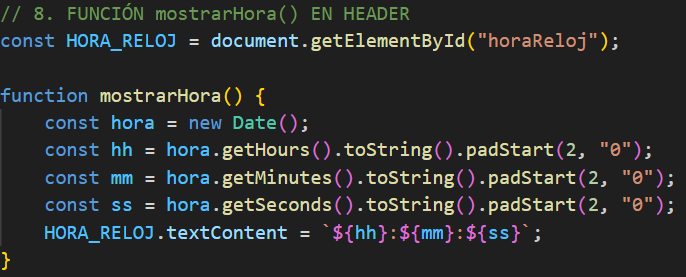 // 8. FUNCIÓN mostrarHora() EN HEADER
const HORA_RELOJ = document.getElementById("horaReloj");
function mostrarHora() {
const hora = new Date();
const hh = hora.getHours().toString().padStart(2, "0");
const mm = hora.getMinutes().toString().padStart(2, "0");
const ss = hora.getSeconds().toString().padStart(2, "0");
HORA_RELOJ.textContent = `${hh}:${mm}:${ss}`;
}